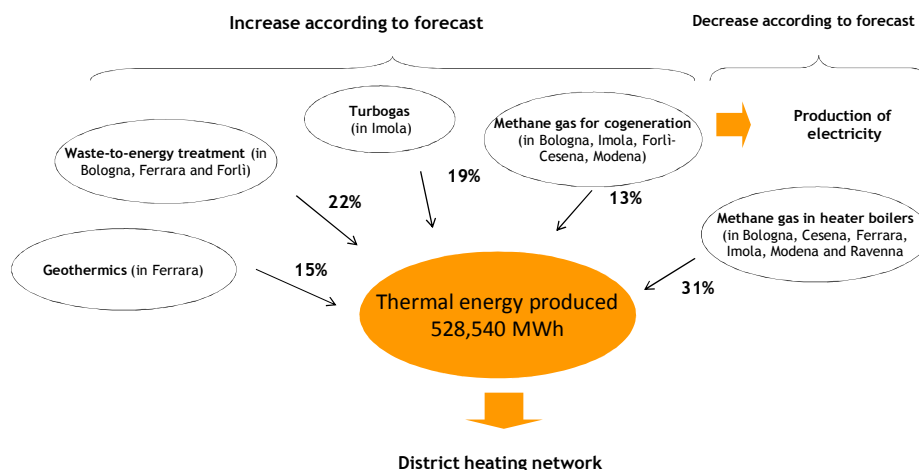 Increase according to forecast
Decrease according to forecast
Turbogas
(in Imola)
Methane gas for cogeneration
(in Bologna, Imola, Forlì-
Cesena, Modena)
Production of
electricity
Waste-to-energy treatment (in
Bologna, Ferrara and Forlì)
19%
13%
22%
Methane gas in heater boilers
(in Bologna, Cesena, Ferrara,
Imola, Modena and Ravenna
Geothermics (in Ferrara)
15%
31%
Thermal energy produced
528,540 MWh
District heating network